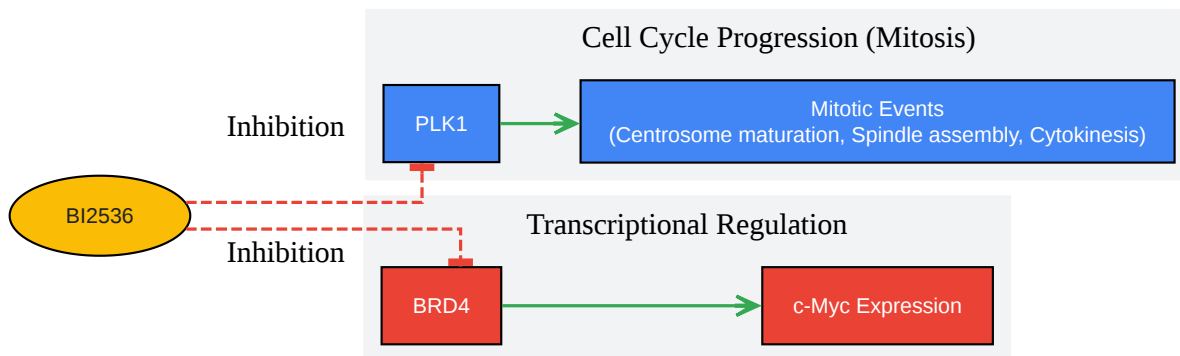 Cell Cycle Progression (Mitosis)
Inhibition
PLK1
Mitotic Events
(Centrosome maturation, Spindle assembly, Cytokinesis)
BI2536
Inhibition
Transcriptional Regulation
BRD4
c-Myc Expression